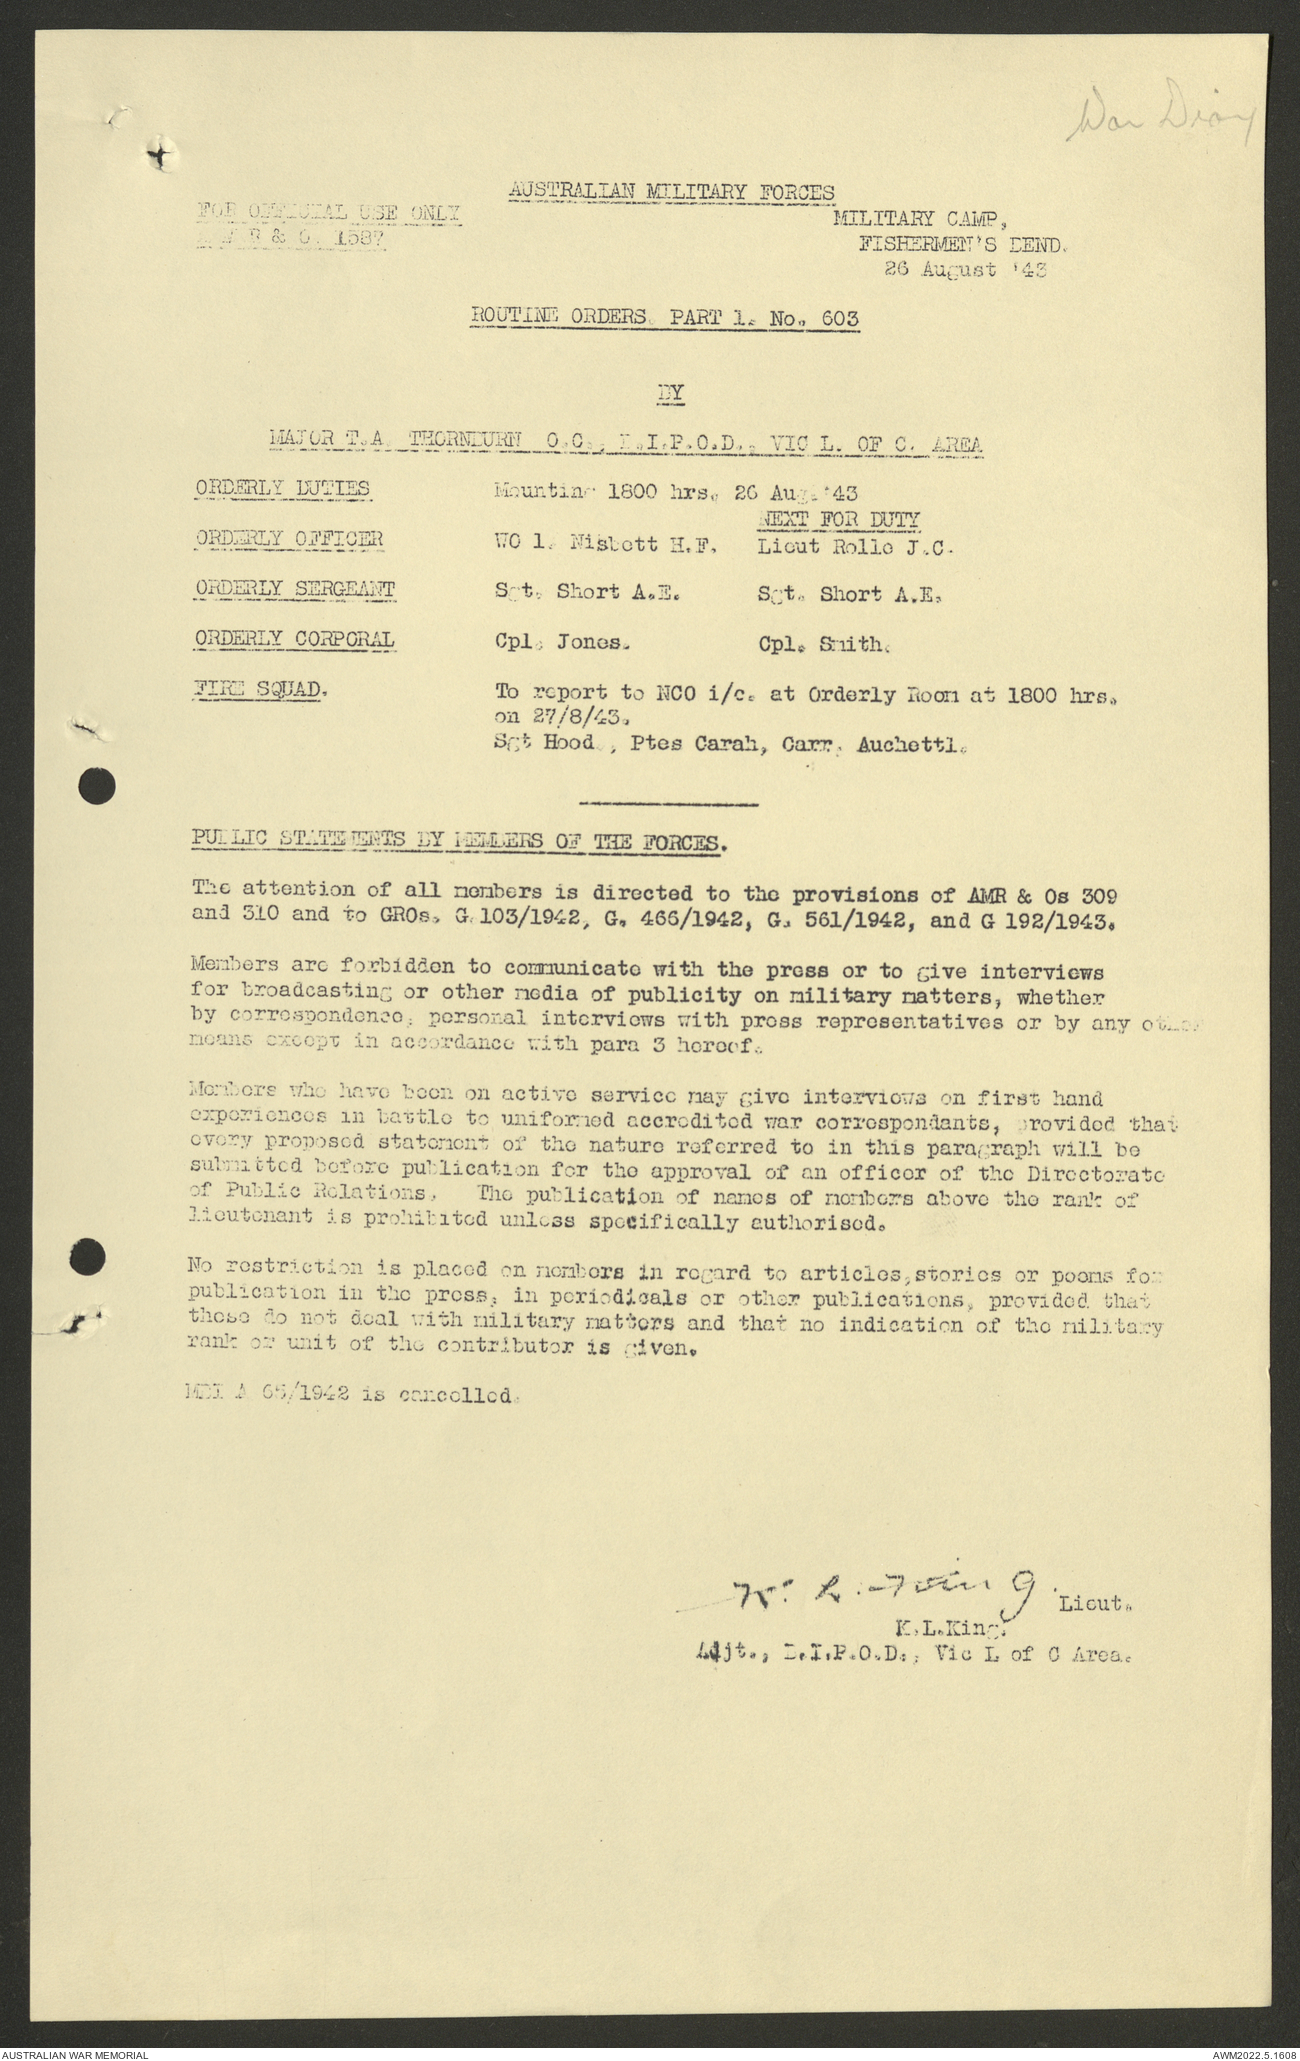 War Diary
AUSTRALIAN MILITARY FORCES
FOR OFFICIAL USE ONLY
R & O. 1587
MILITARY CAMP,
FISHERMEN'S BEND.
26 August '43
ROUTINE ORDERS. PART 1. No. 603
BY
MAJOR T.A. THORNBURN O.C., L.I.P.O.D., VIC L. OF C. AREA
ORDERLY DUTIES Mounting 1800 hrs. 26 Aug. '43
NEXT FOR DUTY
ORDERLY OFFICER WO 1. Nisbett H.F. Lieut Rollo J.C.
ORDERLY SERGEANT Sgt. Short A.E. Sgt. Short A.E.
ORDERLY CORPORAL Cpl. Jones. Cpl. Smith.
FIRE SQUAD. To report to NCO i/c. at Orderly Room at 1800 hrs.
on 27/8/43.
Sgt Hood., Ptes Carah, Carr, Auchettl.
PUBLIC STATEMENTS BY MEMBERS OF THE FORCES.
The attention of all members is directed to the provisions of AMR & Os 309
and 310 and to GROs. G.103/1942, G. 466/1942, G. 561/1942, and G 192/1943.
Members are forbidden to communicate with the press or to give interviews
for broadcasting or other media of publicity on military matters, whether
by correspondence, personal interviews with press representatives or by any other
means except in accordance with para 3 hereof.
Members who have been on active service may give interviews on first hand
experiences in battle to uniformed accredited war correspondants, provided that
every proposed statement of the nature referred to in this paragraph will be
submitted before publication for the approval of an officer of the Directorate
of Public Relations. The publication of names of members above the rank of
lieutenant is prohibited unless specifically authorised.
No restriction is placed on members in regard to articles,stories or poems for
publication in the press, in periodicals or other publications, provided that
these do not deal with military matters and that no indication of the military
rank or unit of the contributor is given.
MBI A 65/1942 is cancelled.
K. L. King Lieut.
K.L.King.
Adjt., L.I.P.O.D., Vic L of C Area.
AUSTRALIAN WAR MEMORIAL
AWM2022.5.1608